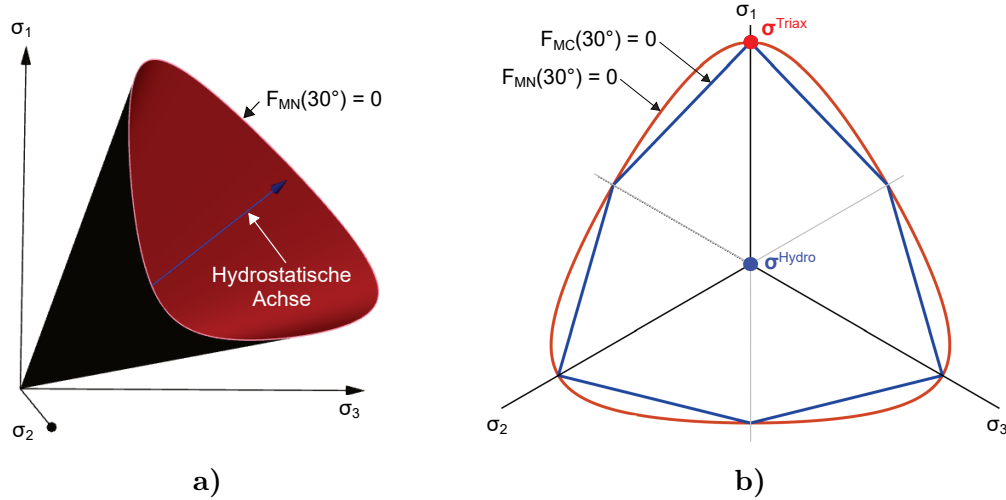 σ1
F_MN(30°) = 0
Hydrostatische
Achse
σ3
σ2
a)
σ1
σ^Triax
F_MC(30°) = 0
F_MN(30°) = 0
σ^Hydro
σ2
σ3
b)